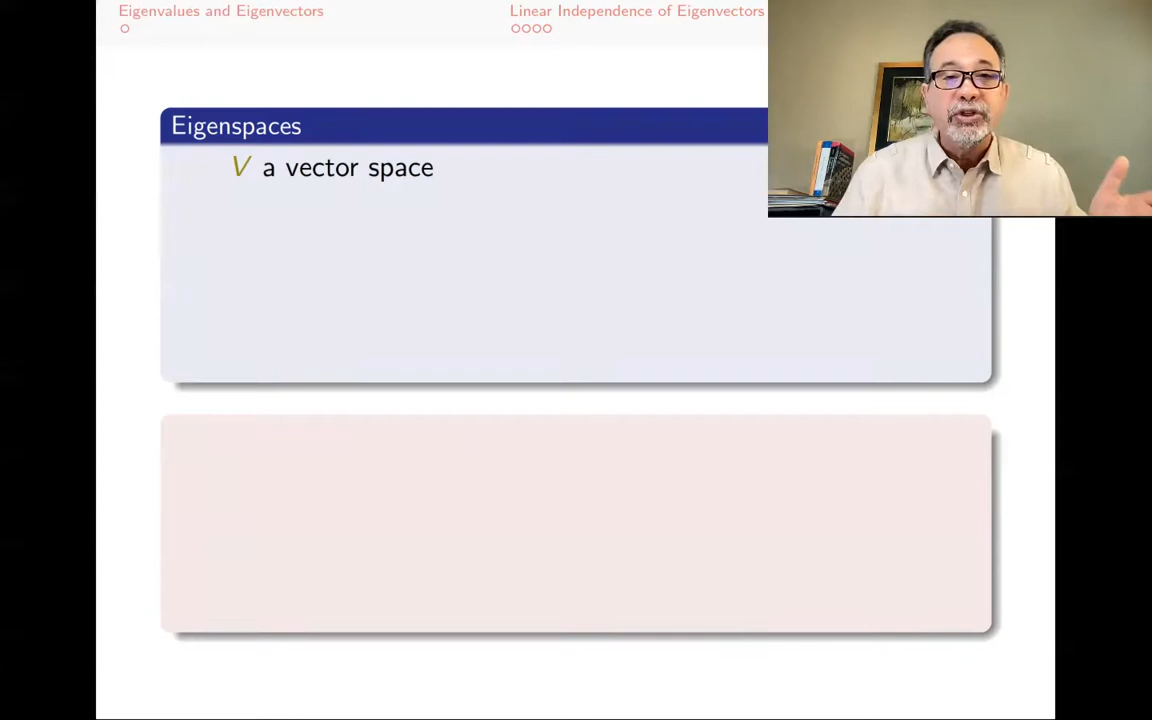 Eigenvalues and Eigenvectors
Linear Independence of Eigenvectors
Eigenspaces
V a vector space